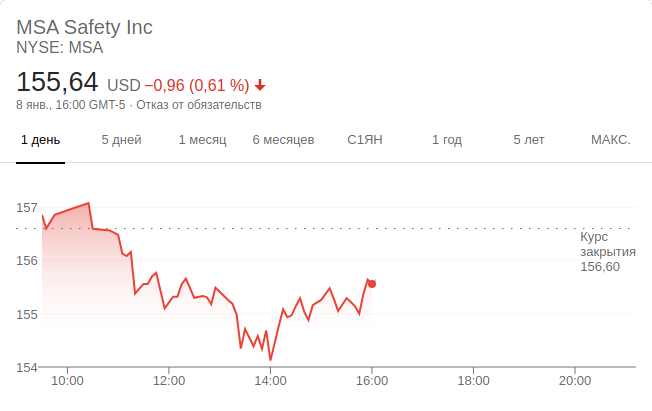 MSA Safety Inc
NYSE: MSA
155,64 USD −0,96 (0,61 %)
8 янв., 16:00 GMT-5 · Отказ от обязательств
1 день 5 дней 1 месяц 6 месяцев С1ЯН 1 год 5 лет МАКС.
157
Курс
закрытия
156,60
156
155
154
10:00 12:00 14:00 16:00 18:00 20:00